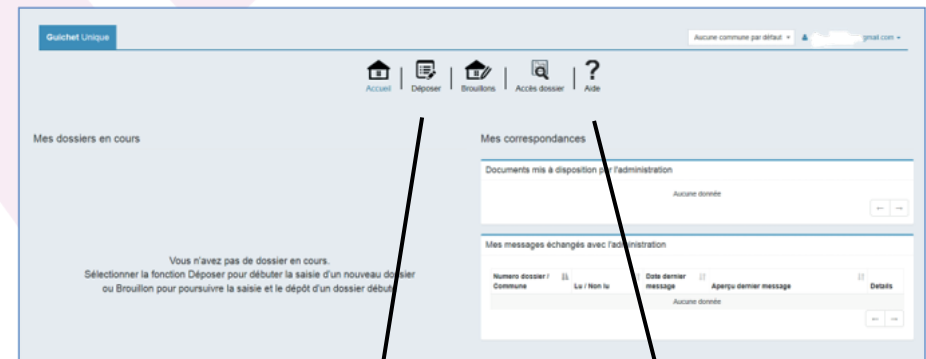 Guichet Unique
Aucune commune par défaut
gmail.com
Accueil
Déposer
Brouillons
Accès dossier
Aide
Mes dossiers en cours
Vous n'avez pas de dossier en cours.
Sélectionner la fonction Déposer pour débuter la saisie d'un nouveau dossier
ou Brouillon pour poursuivre la saisie et le dépôt d'un dossier débuté
Mes correspondances
Documents mis à disposition par l'administration
Aucune donnée
← →
Mes messages échangés avec l'administration
Numero dossier / Commune
Lu / Non lu
Date dernier message
Aperçu dernier message
Details
Aucune donnée
← →